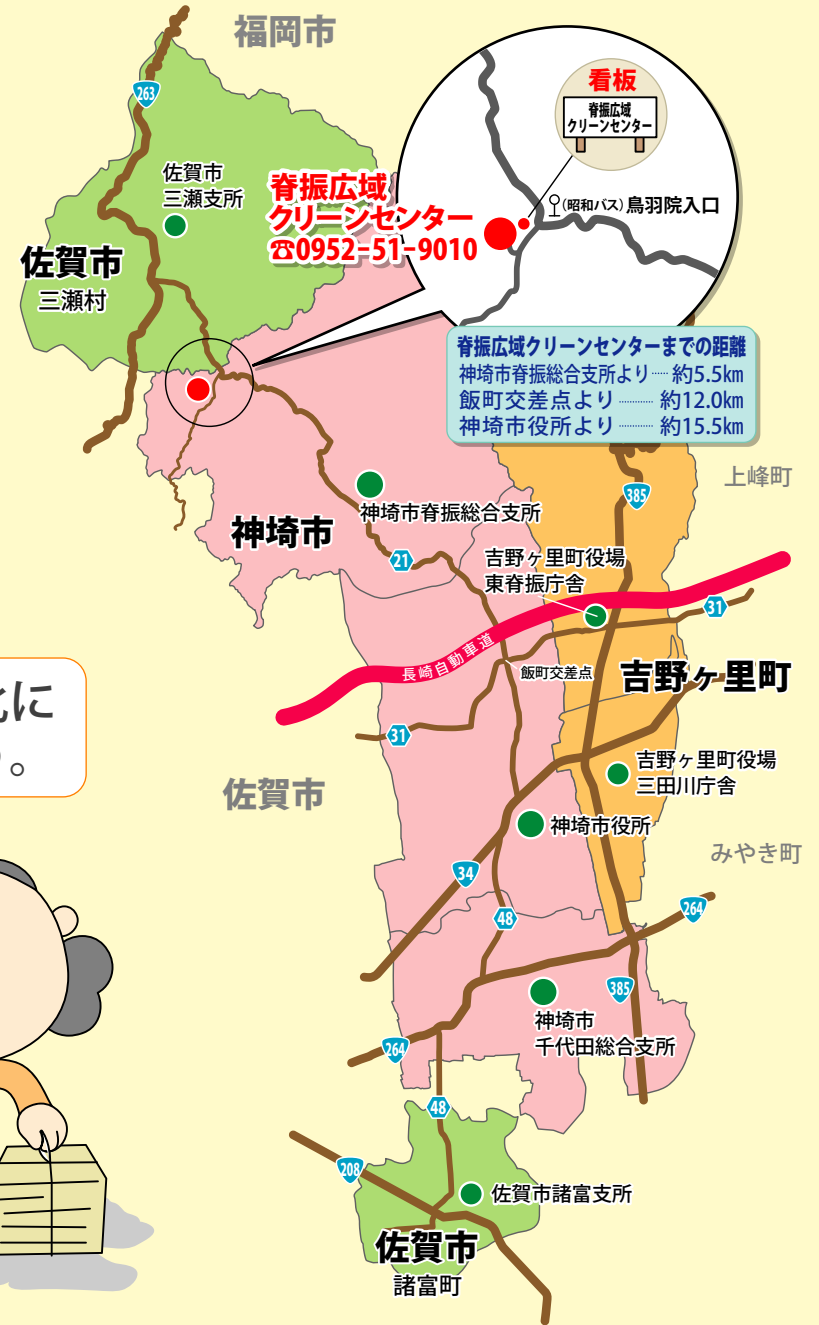 福岡市
263
看板
脊振広域
クリーンセンター
佐賀市
三瀬支所
脊振広域
クリーンセンター
☎0952-51-9010
(昭和バス)鳥羽院入口
佐賀市
三瀬村
脊振広域クリーンセンターまでの距離
神埼市脊振総合支所より……約5.5km
飯町交差点より…………約12.0km
神埼市役所より…………約15.5km
385
上峰町
神埼市脊振総合支所
神埼市
21
吉野ヶ里町役場
東脊振庁舎
31
長崎自動車道
飯町交差点
吉野ヶ里町
に
。
31
佐賀市
吉野ヶ里町役場
三田川庁舎
神埼市役所
みやき町
34
48
264
385
神埼市
千代田総合支所
264
48
208
佐賀市諸富支所
佐賀市
諸富町